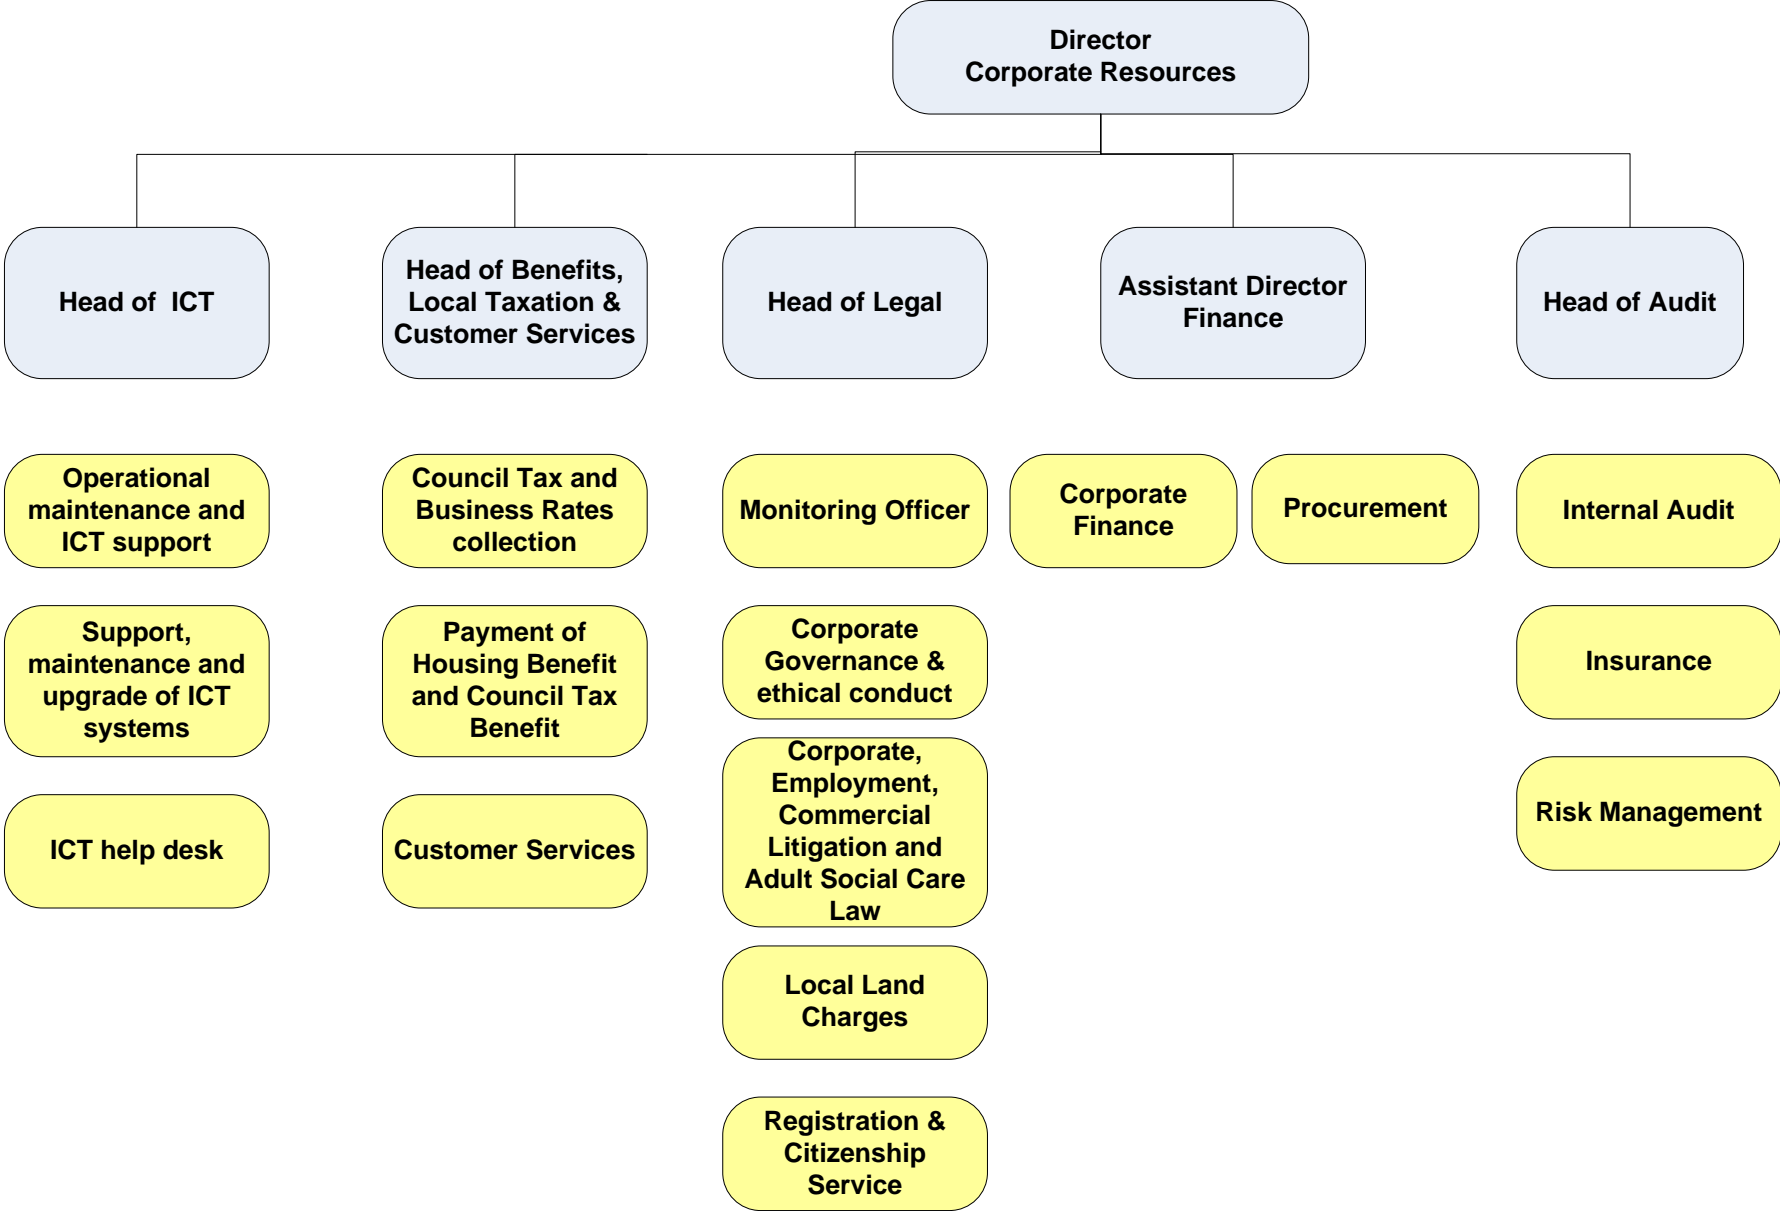 Director
Corporate Resources
Head of  ICT
Head of Benefits,
Local Taxation &
Customer Services
Head of Legal
Assistant Director
Finance
Head of Audit
Operational
maintenance and
ICT support
Council Tax and
Business Rates
collection
Monitoring Officer
Corporate
Finance
Procurement
Internal Audit
Support,
maintenance and
upgrade of ICT
systems
Payment of
Housing Benefit
and Council Tax
Benefit
Corporate
Governance &
ethical conduct
Insurance
ICT help desk
Customer Services
Corporate,
Employment,
Commercial
Litigation and
Adult Social Care
Law
Risk Management
Local Land
Charges
Registration &
Citizenship
Service